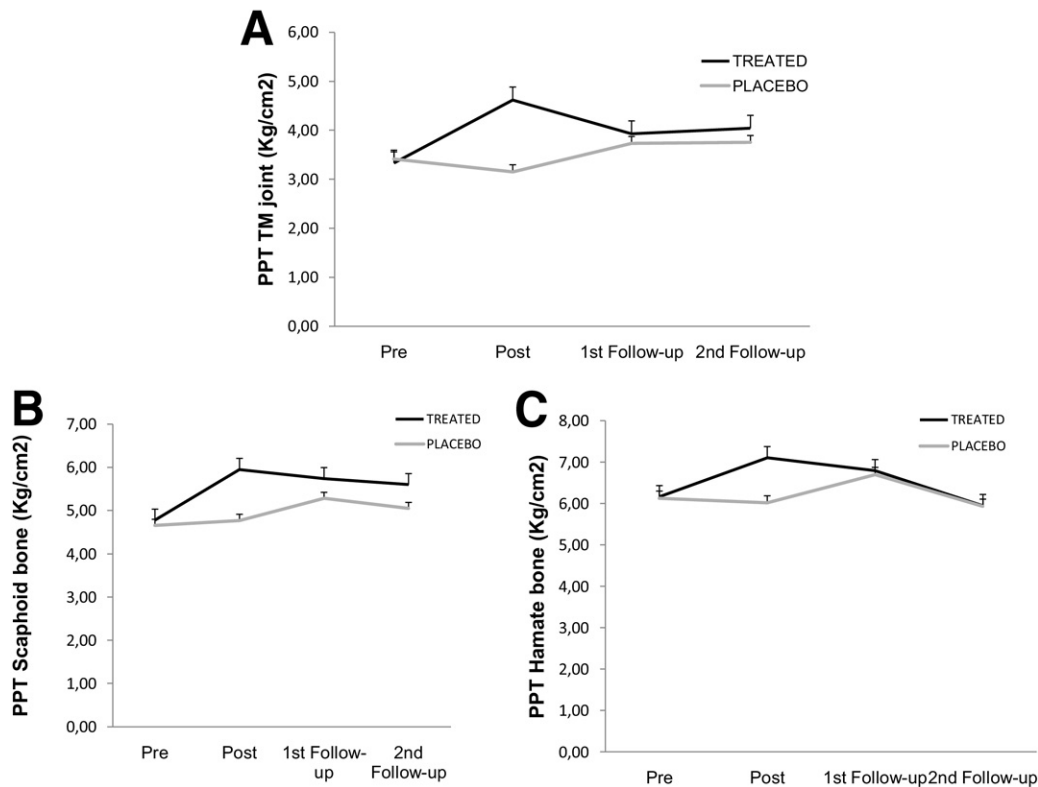 A
6,00
5,00
4,00
3,00
2,00
1,00
0,00
PPT TM joint (Kg/cm2)
TREATED
PLACEBO
Pre Post 1st Follow-up 2nd Follow-up
B
7,00
6,00
5,00
4,00
3,00
2,00
1,00
0,00
PPT Scaphoid bone (Kg/cm2)
TREATED
PLACEBO
Pre Post 1st Follow-
up 2nd
Follow-up
C
8,00
7,00
6,00
5,00
4,00
3,00
2,00
1,00
0,00
PPT Hamate bone (Kg/cm2)
TREATED
PLACEBO
Pre Post 1st Follow-up 2nd Follow-up